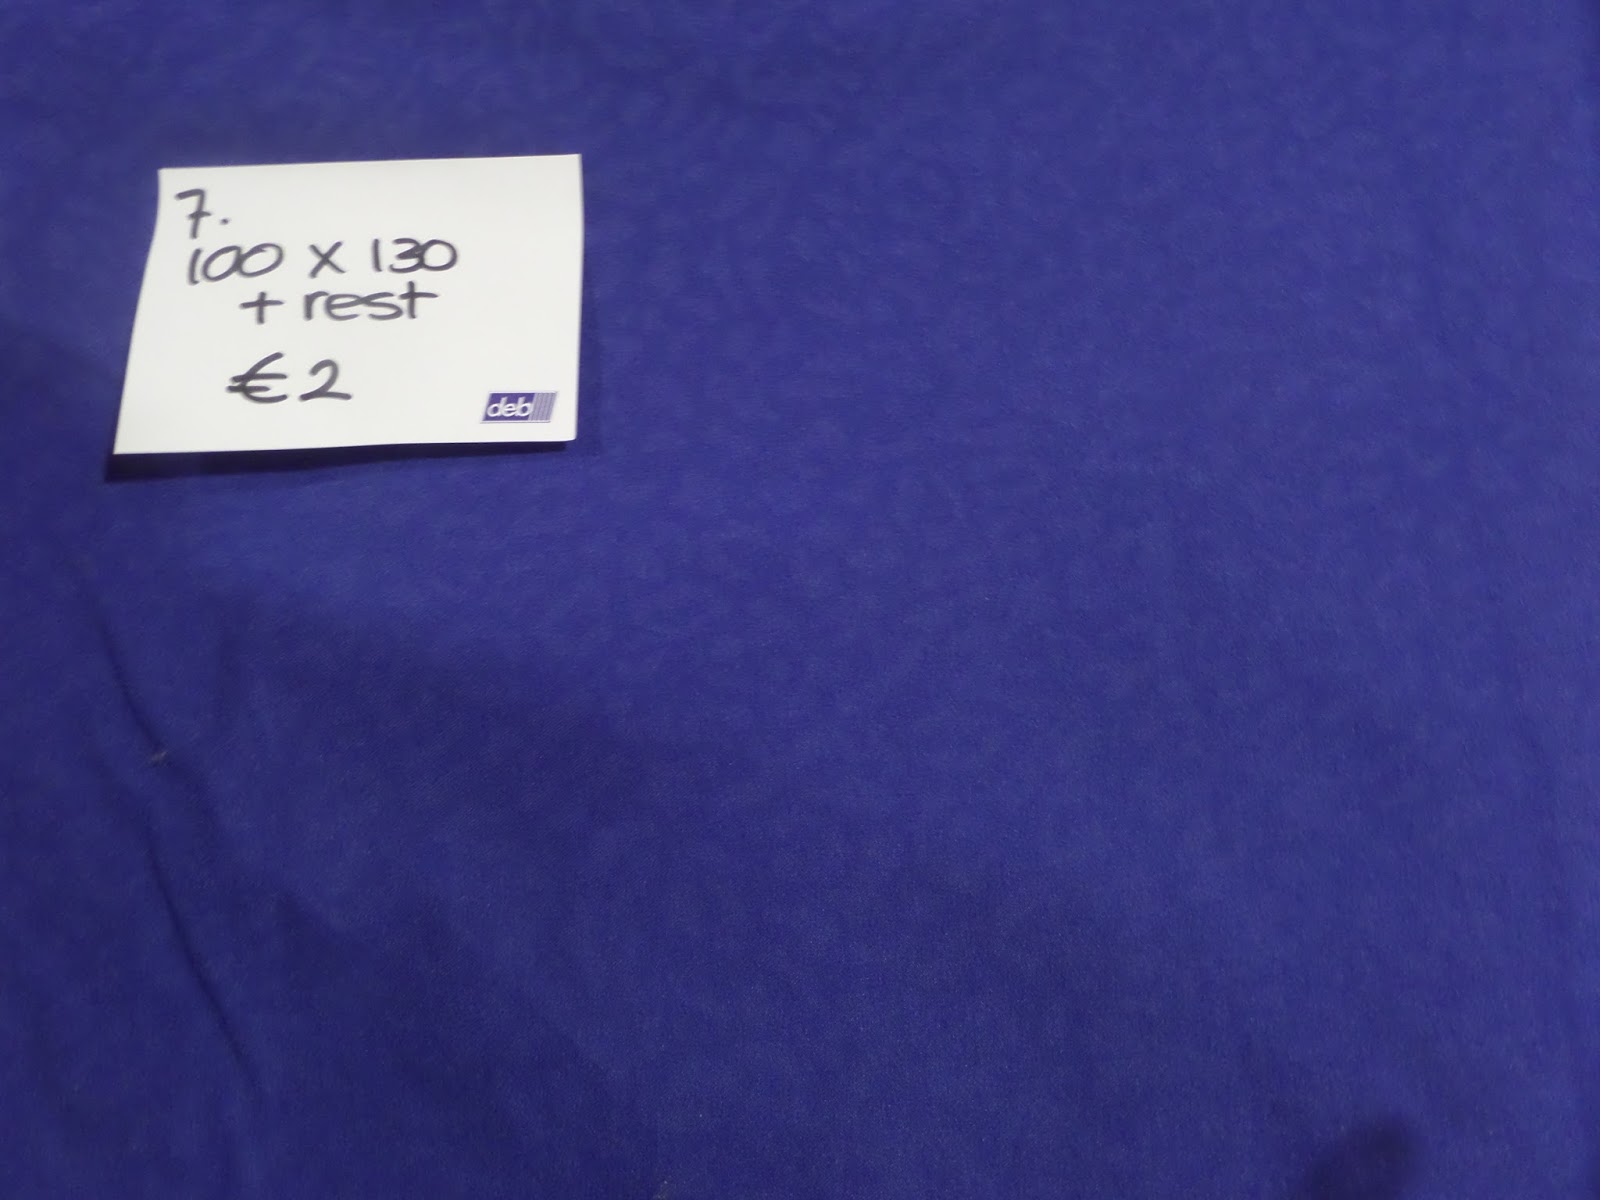 7.
100 x 130
+ rest
€2
deb